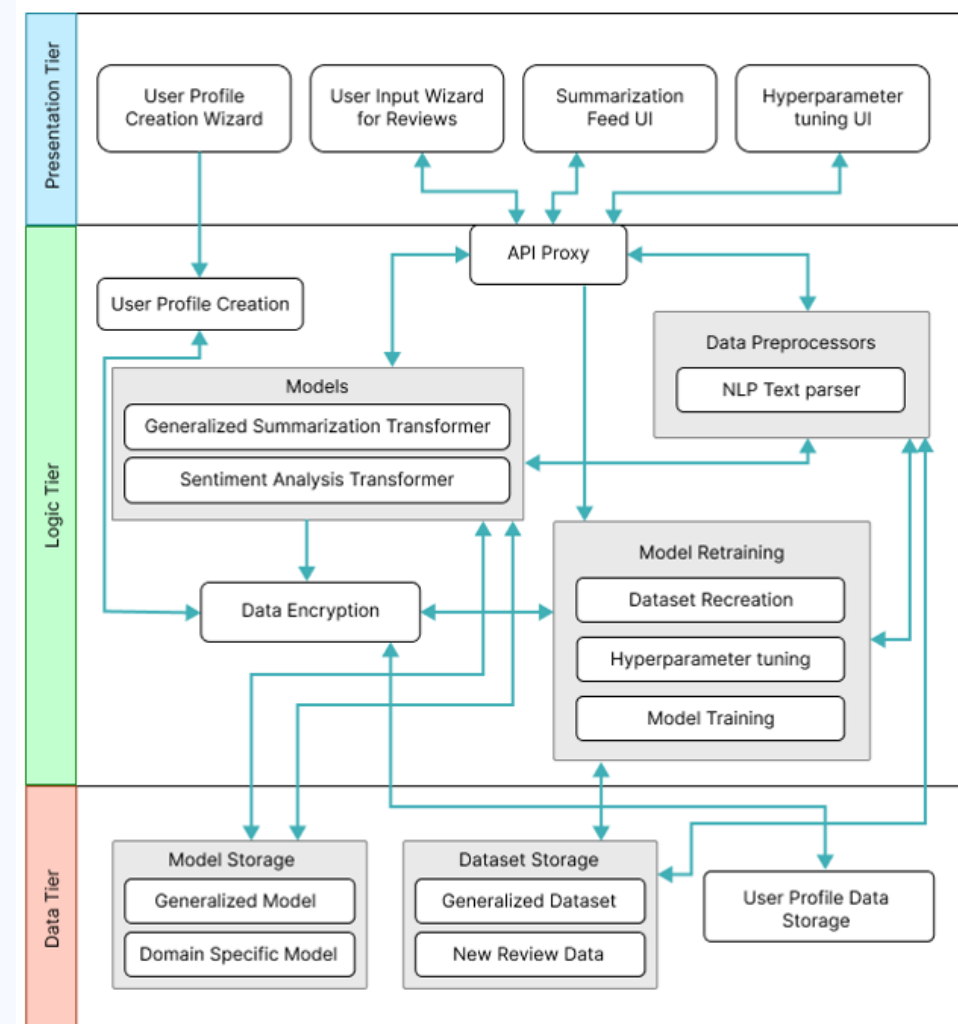 Presentation Tier
User Profile
Creation Wizard
User Input Wizard
for Reviews
Summarization
Feed UI
Hyperparameter
tuning UI
Logic Tier
API Proxy
User Profile Creation
Data Preprocessors
NLP Text parser
Models
Generalized Summarization Transformer
Sentiment Analysis Transformer
Data Encryption
Model Retraining
Dataset Recreation
Hyperparameter tuning
Model Training
Data Tier
Model Storage
Generalized Model
Domain Specific Model
Dataset Storage
Generalized Dataset
New Review Data
User Profile Data
Storage